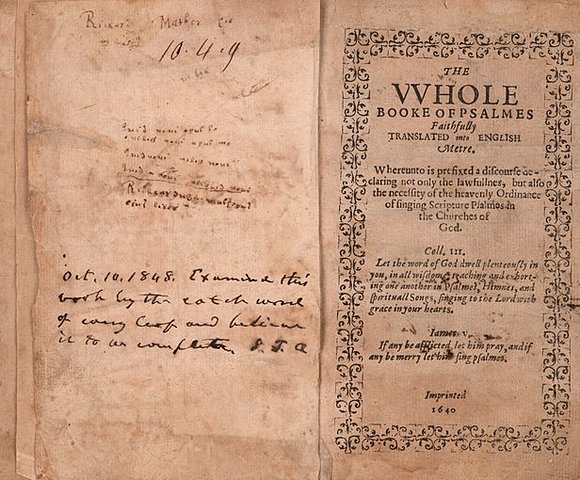 Richard Mather
10.4.9
Oct. 10. 1848. Examined this
work by the catch word
of every leaf and believe
it to be complete. S. F. A
THE
VVHOLE
BOOKE OF PSALMES
Faithfully
TRANSLATED into ENGLISH
Metre.
Whereunto is prefixed a discourse de-
claring not only the lawfullnes, but also
the necessity of the heavenly Ordinance
of singing Scripture Psalmes in
the Churches of
God.
Coll. III.
Let the word of God dwell plenteously in
you, in all wisdome, teaching and exhort-
ing one another in Psalmes, Himnes, and
spirituall Songs, singing to the Lord with
grace in your hearts.
Iames v.
If any be afflicted, let him pray, and if
any be merry let him sing psalmes.
Imprinted
1640